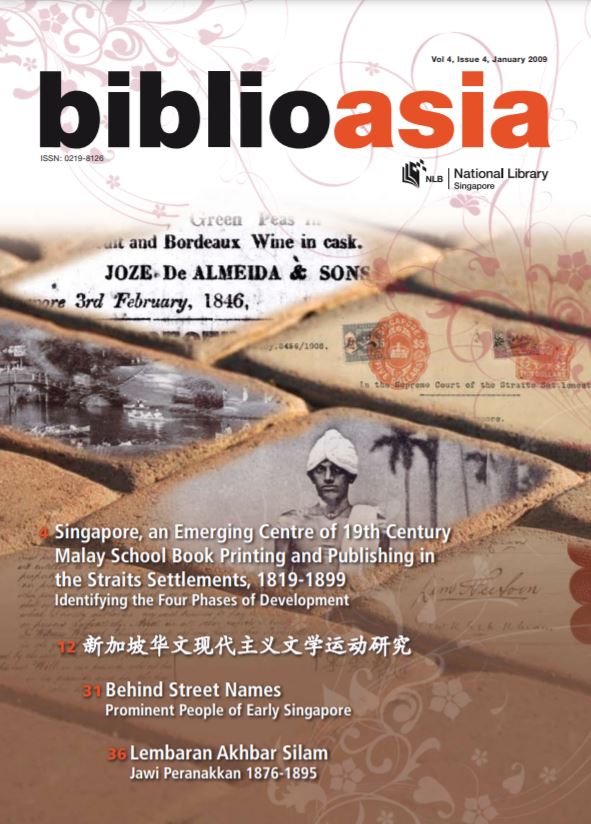 Vol 4, Issue 4, January 2009
biblioasia
ISSN: 0219-8126
NLB National Library
Singapore
Green Peas
and Bordeaux Wine in cask.
JOZE De ALMEIDA & SONS
3rd February, 1846,
In the Supreme Court of the Straits Settlement
4 Singapore, an Emerging Centre of 19th Century
Malay School Book Printing and Publishing in
the Straits Settlements, 1819-1899
Identifying the Four Phases of Development
12 新加坡华文现代主义文学运动研究
31 Behind Street Names
Prominent People of Early Singapore
36 Lembaran Akhbar Silam
Jawi Peranakkan 1876-1895